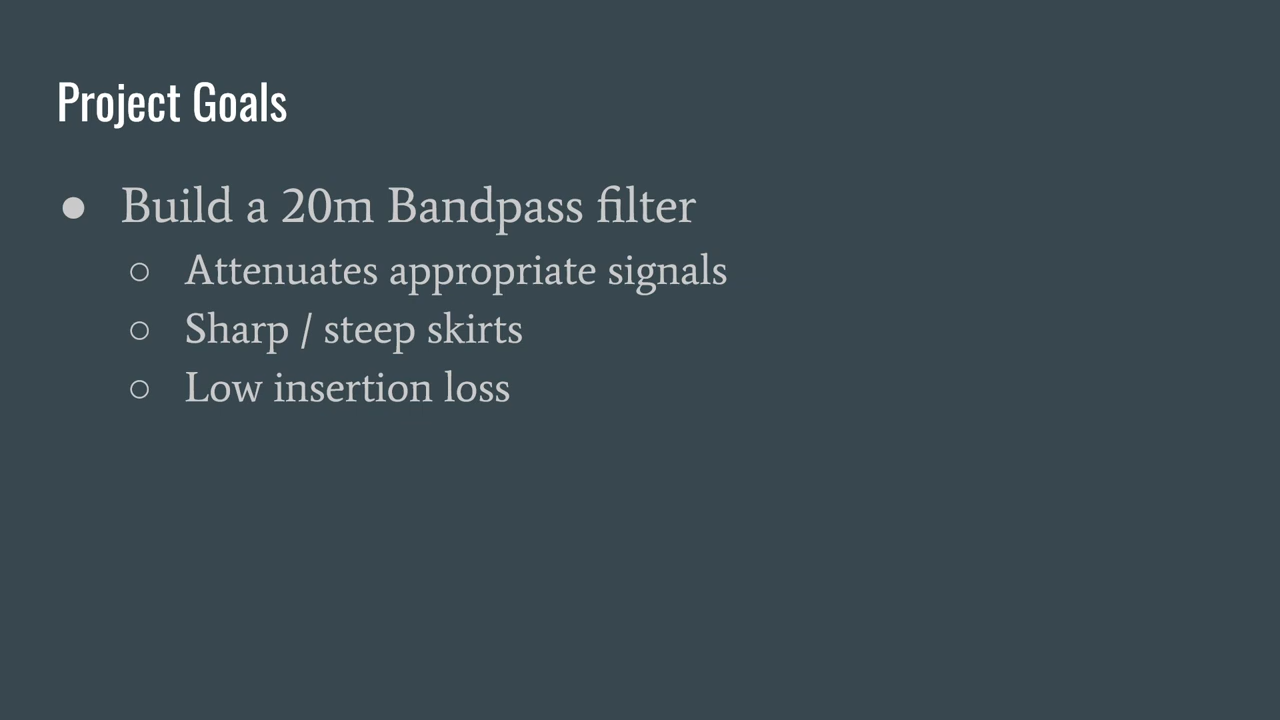 Project Goals
● Build a 20m Bandpass filter
○ Attenuates appropriate signals
○ Sharp / steep skirts
○ Low insertion loss